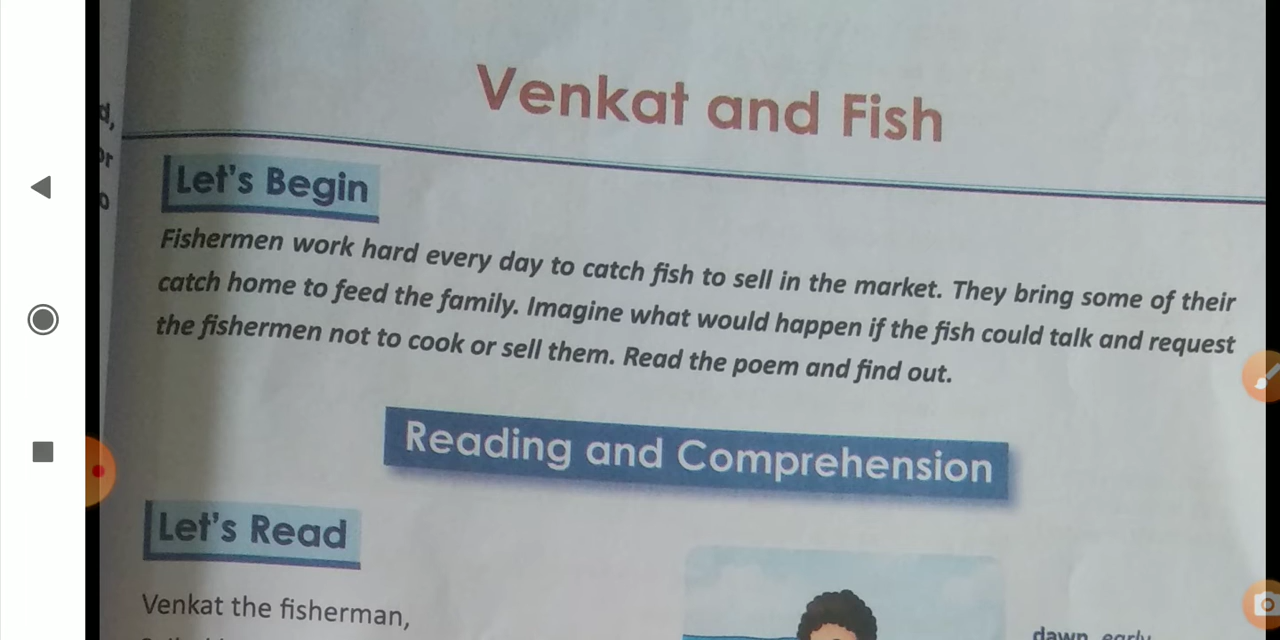 Venkat and Fish
d,
or
Let's Begin
Fishermen work hard every day to catch fish to sell in the market. They bring some of their
catch home to feed the family. Imagine what would happen if the fish could talk and request
the fishermen not to cook or sell them. Read the poem and find out.
Reading and Comprehension
Let's Read
Venkat the fisherman,
dawn early